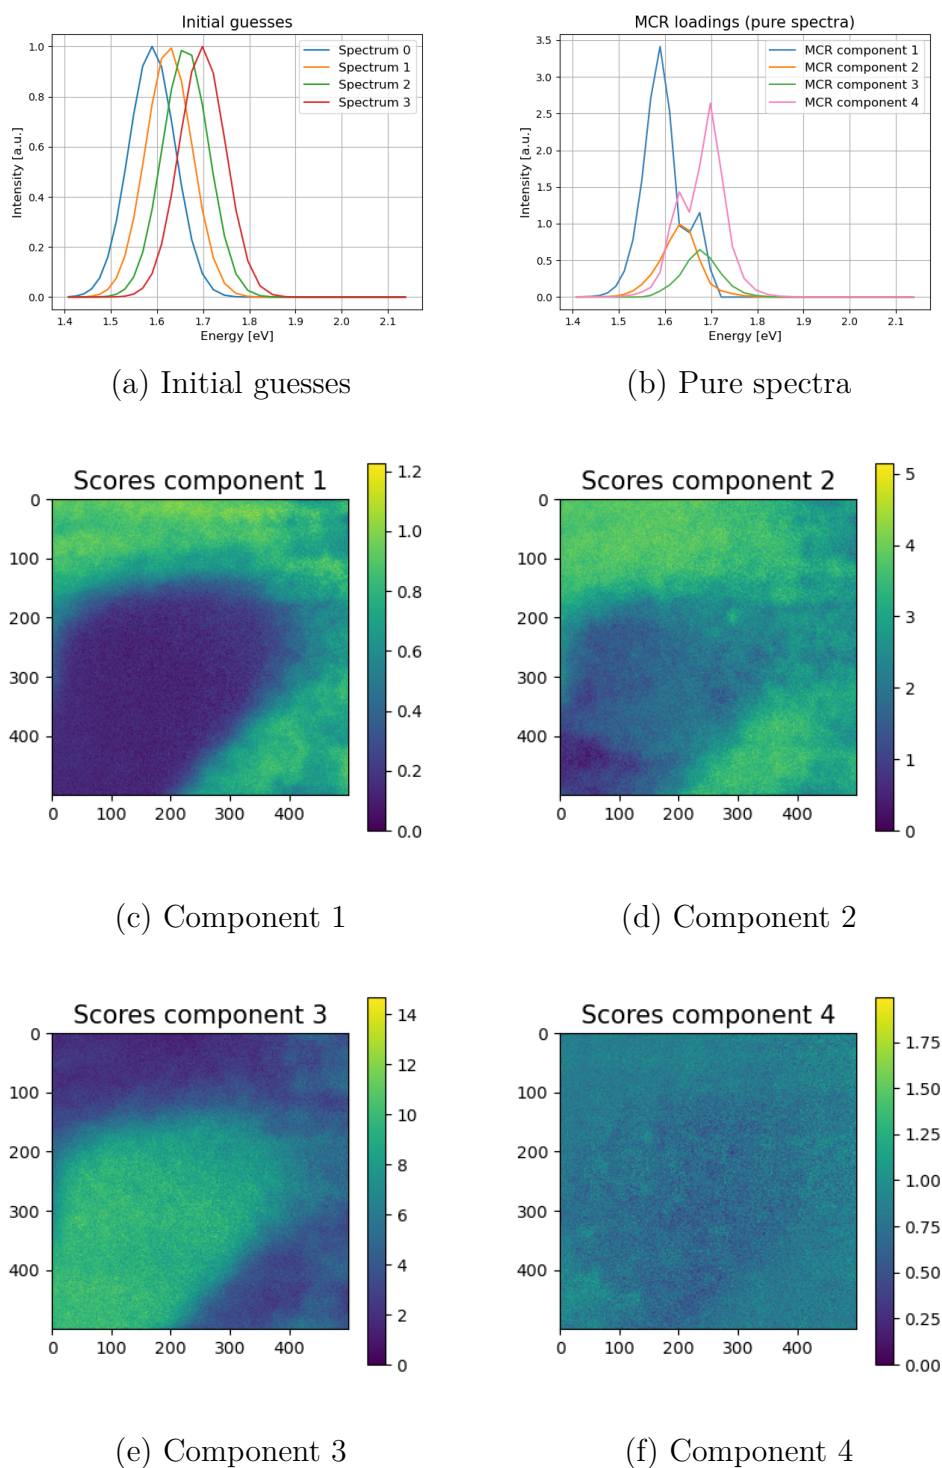 Initial guesses
Intensity [a.u.]
1.0
0.8
0.6
0.4
0.2
0.0
Spectrum 0
Spectrum 1
Spectrum 2
Spectrum 3
1.4 1.5 1.6 1.7 1.8 1.9 2.0 2.1
Energy [eV]
(a) Initial guesses
MCR loadings (pure spectra)
Intensity [a.u.]
3.5
3.0
2.5
2.0
1.5
1.0
0.5
0.0
MCR component 1
MCR component 2
MCR component 3
MCR component 4
1.4 1.5 1.6 1.7 1.8 1.9 2.0 2.1
Energy [eV]
(b) Pure spectra
Scores component 1
0
100
200
300
400
0 100 200 300 400
1.2
1.0
0.8
0.6
0.4
0.2
0.0
(c) Component 1
Scores component 2
0
100
200
300
400
0 100 200 300 400
5
4
3
2
1
0
(d) Component 2
Scores component 3
0
100
200
300
400
0 100 200 300 400
14
12
10
8
6
4
2
0
(e) Component 3
Scores component 4
0
100
200
300
400
0 100 200 300 400
1.75
1.50
1.25
1.00
0.75
0.50
0.25
0.00
(f) Component 4